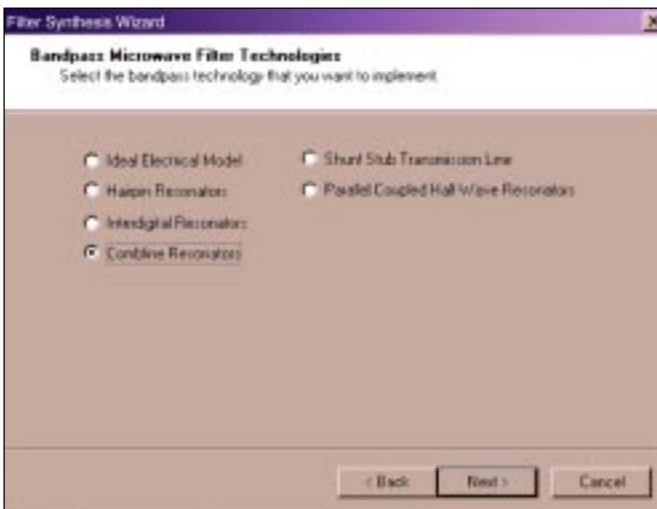 Filter Synthesis Wizard
Bandpass Microwave Filter Technologies
Select the bandpass technology that you want to implement
Ideal Electrical Model
Hairpin Resonators
Interdigital Resonators
Combline Resonators
Shunt Stub Transmission Line
Parallel Coupled Half-Wave Resonators
< Back
Next >
Cancel